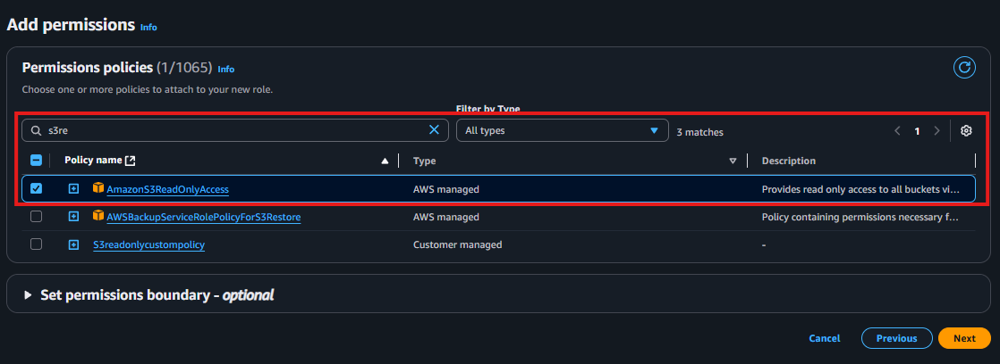 Add permissions Info
Permissions policies (1/1065) Info
Choose one or more policies to attach to your new role.
Filter by Type
s3re All types 3 matches 1
Policy name Type Description
AmazonS3ReadOnlyAccess AWS managed Provides read only access to all buckets vi...
AWSBackupServiceRolePolicyForS3Restore AWS managed Policy containing permissions necessary f...
S3readonlycustompolicy Customer managed -
Set permissions boundary - optional
Cancel Previous Next